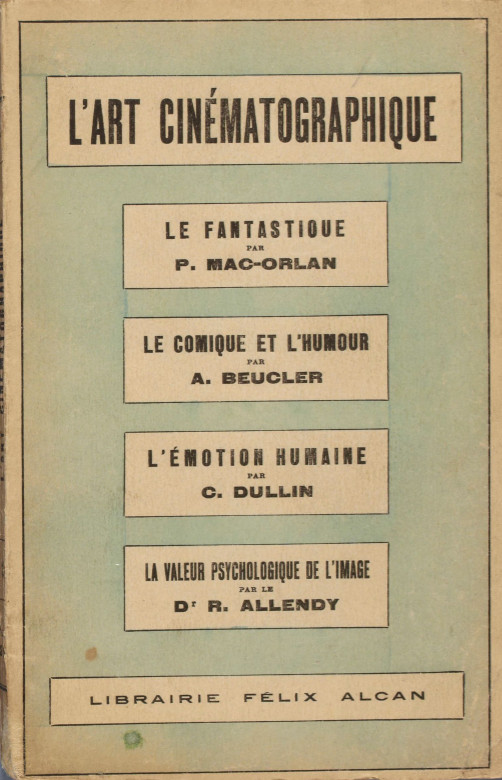 L'ART CINÉMATOGRAPHIQUE
LE FANTASTIQUE
PAR
P. MAC-ORLAN
LE COMIQUE ET L'HUMOUR
PAR
A. BEUCLER
L'ÉMOTION HUMAINE
PAR
C. DULLIN
LA VALEUR PSYCHOLOGIQUE DE L'IMAGE
PAR LE
Dr R. ALLENDY
LIBRAIRIE FÉLIX ALCAN